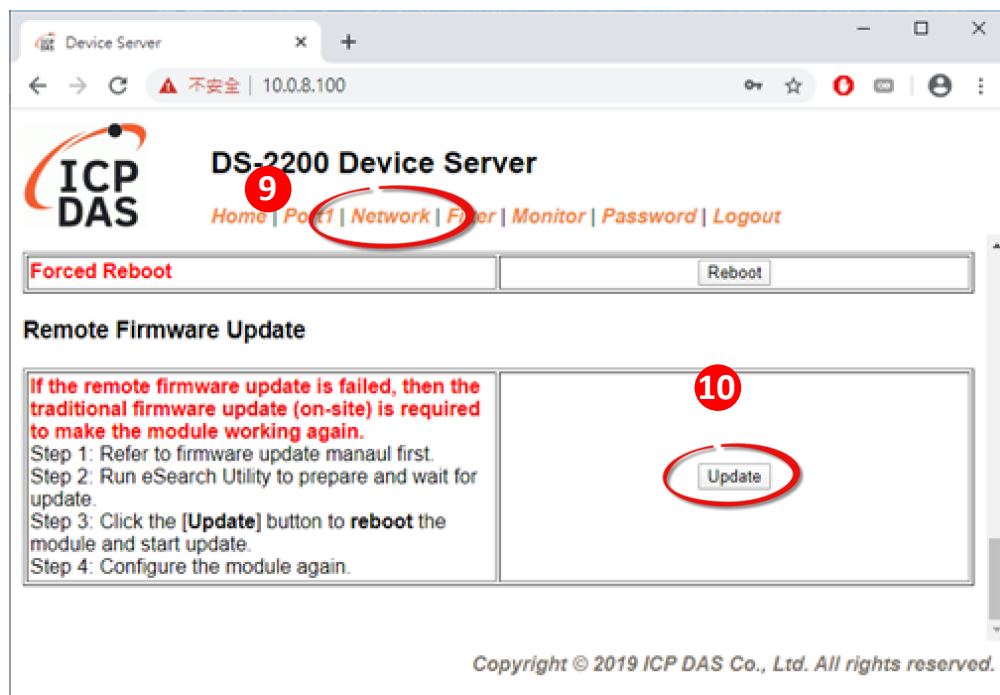 Device Server
不安全 | 10.0.8.100
ICP
DAS
DS-2200 Device Server
9
Home | Port1 | Network | Filter | Monitor | Password | Logout
Forced Reboot
Reboot
Remote Firmware Update
If the remote firmware update is failed, then the
traditional firmware update (on-site) is required
to make the module working again.
Step 1: Refer to firmware update manaul first.
Step 2: Run eSearch Utility to prepare and wait for
update.
Step 3: Click the [Update] button to reboot the
module and start update.
Step 4: Configure the module again.
10
Update
Copyright © 2019 ICP DAS Co., Ltd. All rights reserved.